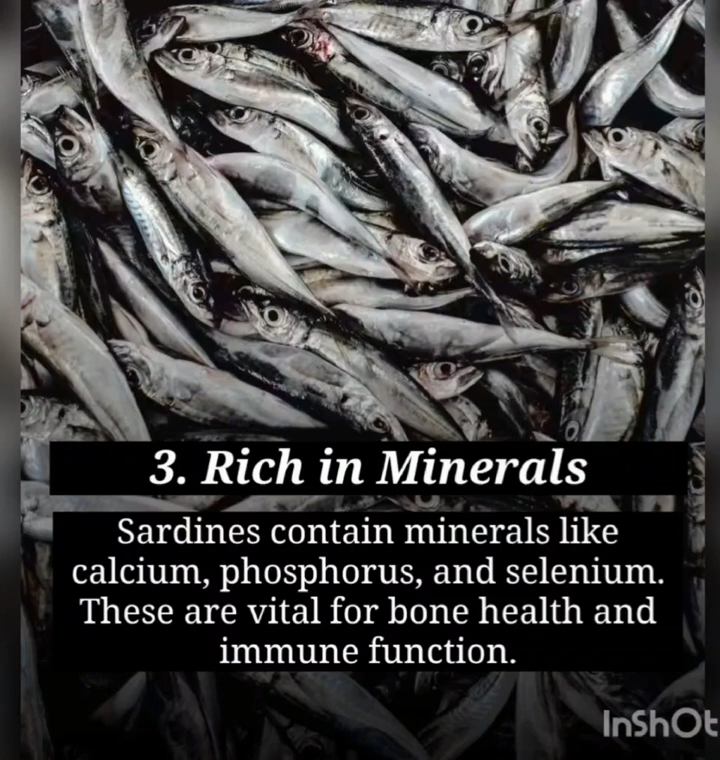 3. Rich in Minerals
Sardines contain minerals like
calcium, phosphorus, and selenium.
These are vital for bone health and
immune function.
InShOt